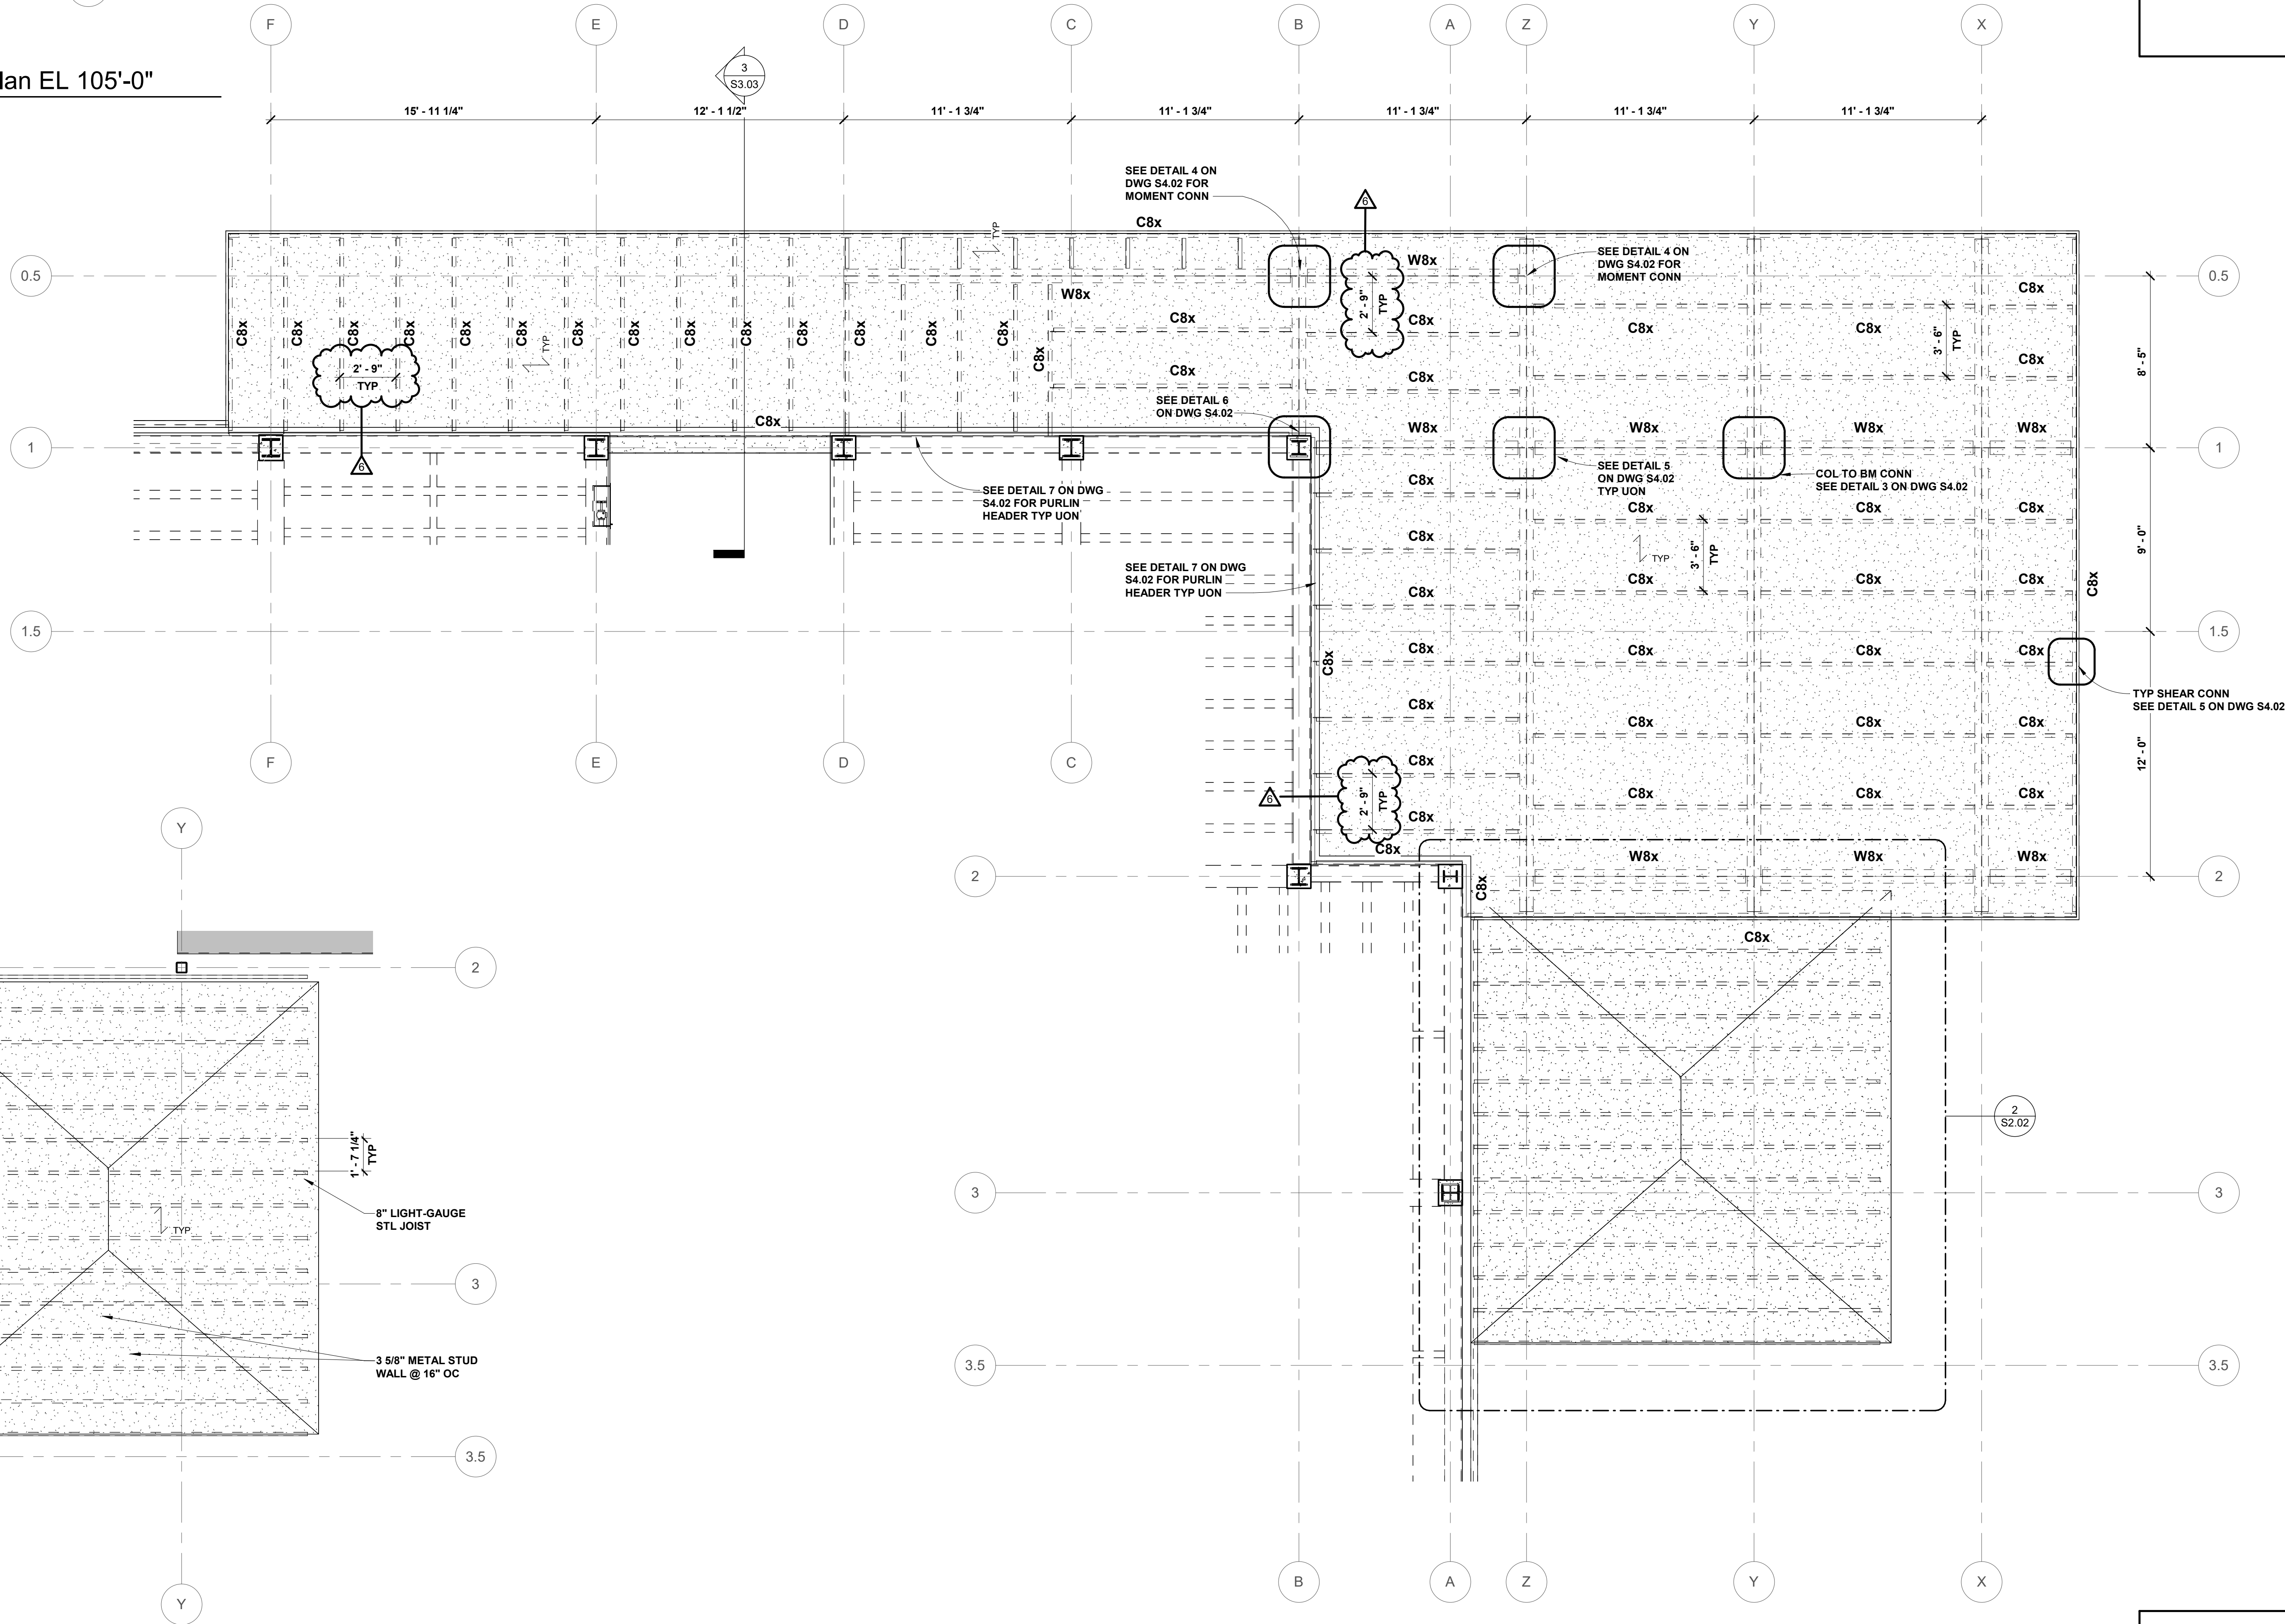 F E D C B A Z Y X
lan EL 105'-0"
3
S3.03
15' - 11 1/4" 12' - 1 1/2" 11' - 1 3/4" 11' - 1 3/4" 11' - 1 3/4" 11' - 1 3/4" 11' - 1 3/4"
SEE DETAIL 4 ON
DWG S4.02 FOR
MOMENT CONN
6
C8x
TYP
SEE DETAIL 4 ON
DWG S4.02 FOR
MOMENT CONN
W8x
0.5 0.5
2' - 9"
TYP
C8x
W8x
C8x C8x C8x C8x C8x C8x C8x C8x C8x C8x C8x C8x C8x C8x C8x
TYP
C8x
C8x
C8x C8x
3' - 6"
TYP
C8x
8' - 5"
2' - 9"
TYP
C8x
C8x
SEE DETAIL 6
ON DWG S4.02
C8x
W8x W8x W8x W8x
1 1
6
SEE DETAIL 5
ON DWG S4.02
TYP UON
COL TO BM CONN
SEE DETAIL 3 ON DWG S4.02
SEE DETAIL 7 ON DWG
S4.02 FOR PURLIN
HEADER TYP UON
C8x
C8x C8x C8x
C8x
TYP
3' - 6"
TYP
9' - 0"
SEE DETAIL 7 ON DWG
S4.02 FOR PURLIN
HEADER TYP UON
C8x C8x C8x
C8x
C8x
1.5 1.5
C8x
C8x
C8x C8x C8x
TYP SHEAR CONN
SEE DETAIL 5 ON DWG S4.02
C8x
C8x C8x C8x
12' - 0"
F E D C
C8x
6
2' - 9"
TYP
C8x C8x C8x
C8x
C8x
W8x W8x W8x
2 2
C8x
C8x
2
S2.02
3 3
3.5 3.5
B A Z Y X
Y
2
1' - 7 1/4"
TYP
8" LIGHT-GAUGE
STL JOIST
TYP
3
3 5/8" METAL STUD
WALL @ 16" OC
3.5
Y